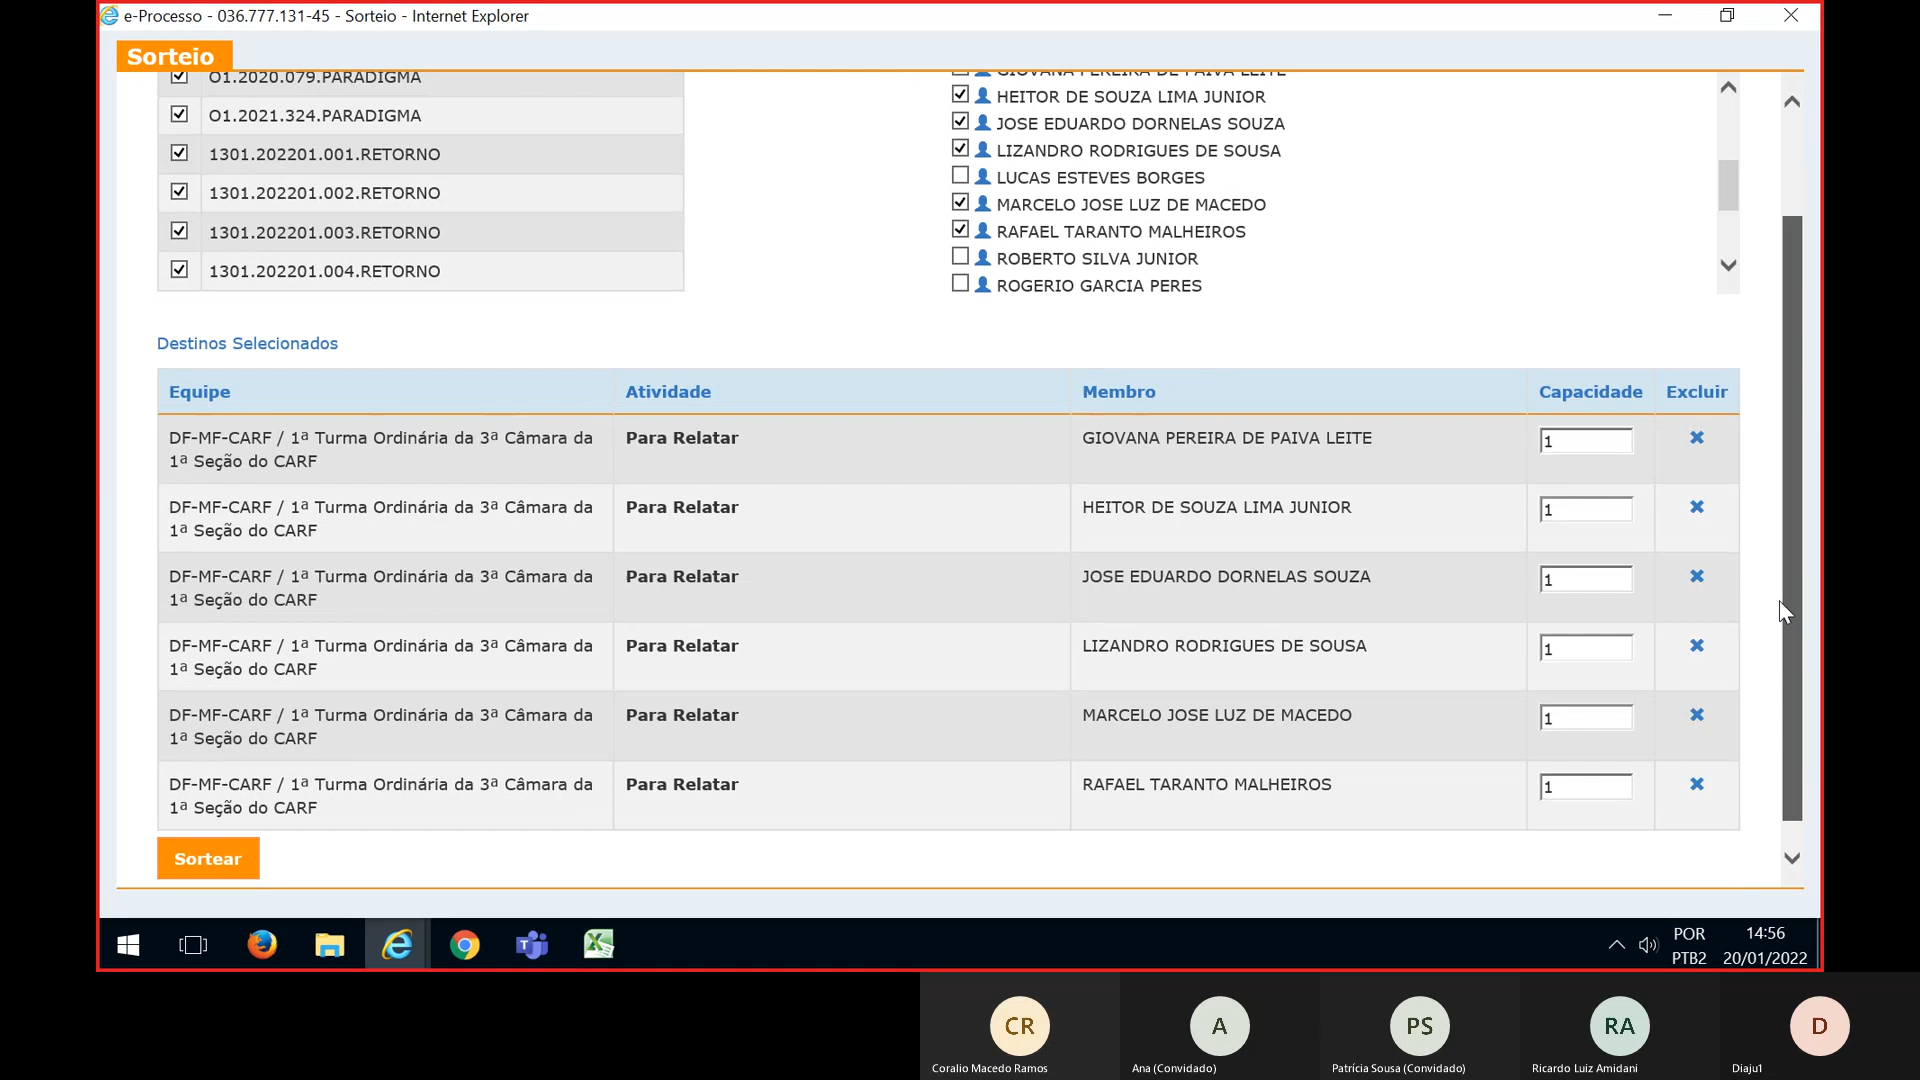 e-Processo - 036.777.131-45 - Sorteio - Internet Explorer
Sorteio
O1.2020.079.PARADIGMA
O1.2021.324.PARADIGMA
1301.202201.001.RETORNO
1301.202201.002.RETORNO
1301.202201.003.RETORNO
1301.202201.004.RETORNO
GIOVANA PEREIRA DE PAIVA LEITE
HEITOR DE SOUZA LIMA JUNIOR
JOSE EDUARDO DORNELAS SOUZA
LIZANDRO RODRIGUES DE SOUSA
LUCAS ESTEVES BORGES
MARCELO JOSE LUZ DE MACEDO
RAFAEL TARANTO MALHEIROS
ROBERTO SILVA JUNIOR
ROGERIO GARCIA PERES
Destinos Selecionados
Equipe Atividade Membro Capacidade Excluir
DF-MF-CARF / 1ª Turma Ordinária da 3ª Câmara da Para Relatar GIOVANA PEREIRA DE PAIVA LEITE 1
1ª Seção do CARF
DF-MF-CARF / 1ª Turma Ordinária da 3ª Câmara da Para Relatar HEITOR DE SOUZA LIMA JUNIOR 1
1ª Seção do CARF
DF-MF-CARF / 1ª Turma Ordinária da 3ª Câmara da Para Relatar JOSE EDUARDO DORNELAS SOUZA 1
1ª Seção do CARF
DF-MF-CARF / 1ª Turma Ordinária da 3ª Câmara da Para Relatar LIZANDRO RODRIGUES DE SOUSA 1
1ª Seção do CARF
DF-MF-CARF / 1ª Turma Ordinária da 3ª Câmara da Para Relatar MARCELO JOSE LUZ DE MACEDO 1
1ª Seção do CARF
DF-MF-CARF / 1ª Turma Ordinária da 3ª Câmara da Para Relatar RAFAEL TARANTO MALHEIROS 1
1ª Seção do CARF
Sortear
POR 14:56
PTB2 20/01/2022
CR A PS RA D
Coralio Macedo Ramos Ana (Convidado) Patrícia Sousa (Convidado) Ricardo Luiz Amidani Diaju1